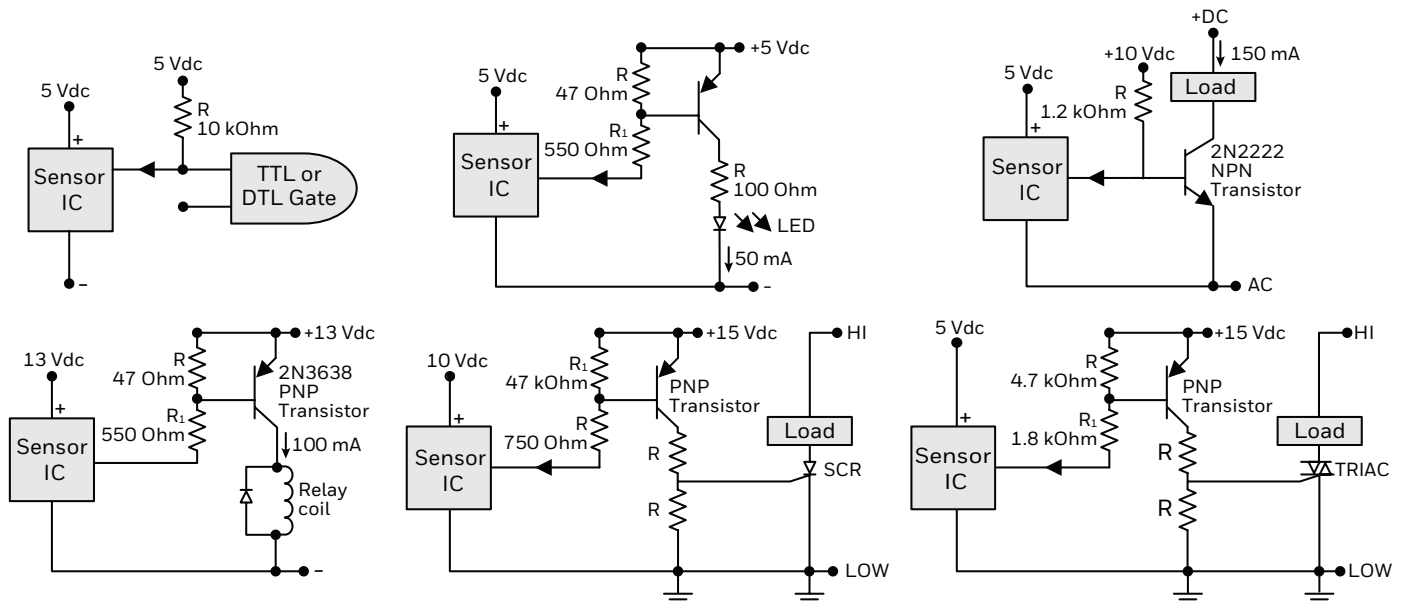 5 Vdc
5 Vdc
R
10 kOhm
+
Sensor
IC
TTL or
DTL Gate
–
+5 Vdc
5 Vdc
R
47 Ohm
+
R₁
550 Ohm
Sensor
IC
R
100 Ohm
LED
50 mA
-
+DC
150 mA
+10 Vdc
5 Vdc
Load
R
1.2 kOhm
+
Sensor
IC
2N2222
NPN
Transistor
AC
+13 Vdc
13 Vdc
R
47 Ohm
2N3638
PNP
Transistor
+
R₁
550 Ohm
100 mA
Sensor
IC
Relay
coil
–
+15 Vdc
HI
10 Vdc
R₁
47 kOhm
PNP
Transistor
+
R
750 Ohm
Load
Sensor
IC
R
SCR
R
LOW
5 Vdc
+15 Vdc
HI
R
4.7 kOhm
PNP
Transistor
+
R₁
1.8 kOhm
Load
Sensor
IC
R
TRIAC
R
LOW